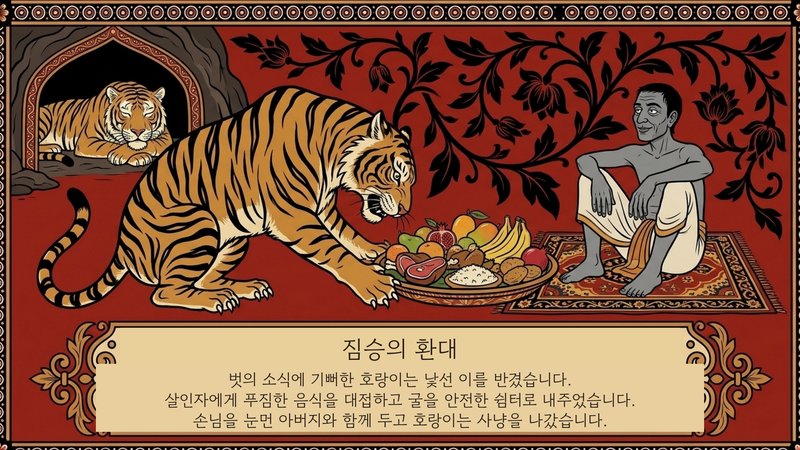 짐승의 환대
벗의 소식에 기뻐한 호랑이는 낯선 이를 반겼습니다.
살인자에게 푸짐한 음식을 대접하고 굴을 안전한 쉼터로 내주었습니다.
손님을 눈먼 아버지와 함께 두고 호랑이는 사냥을 나갔습니다.